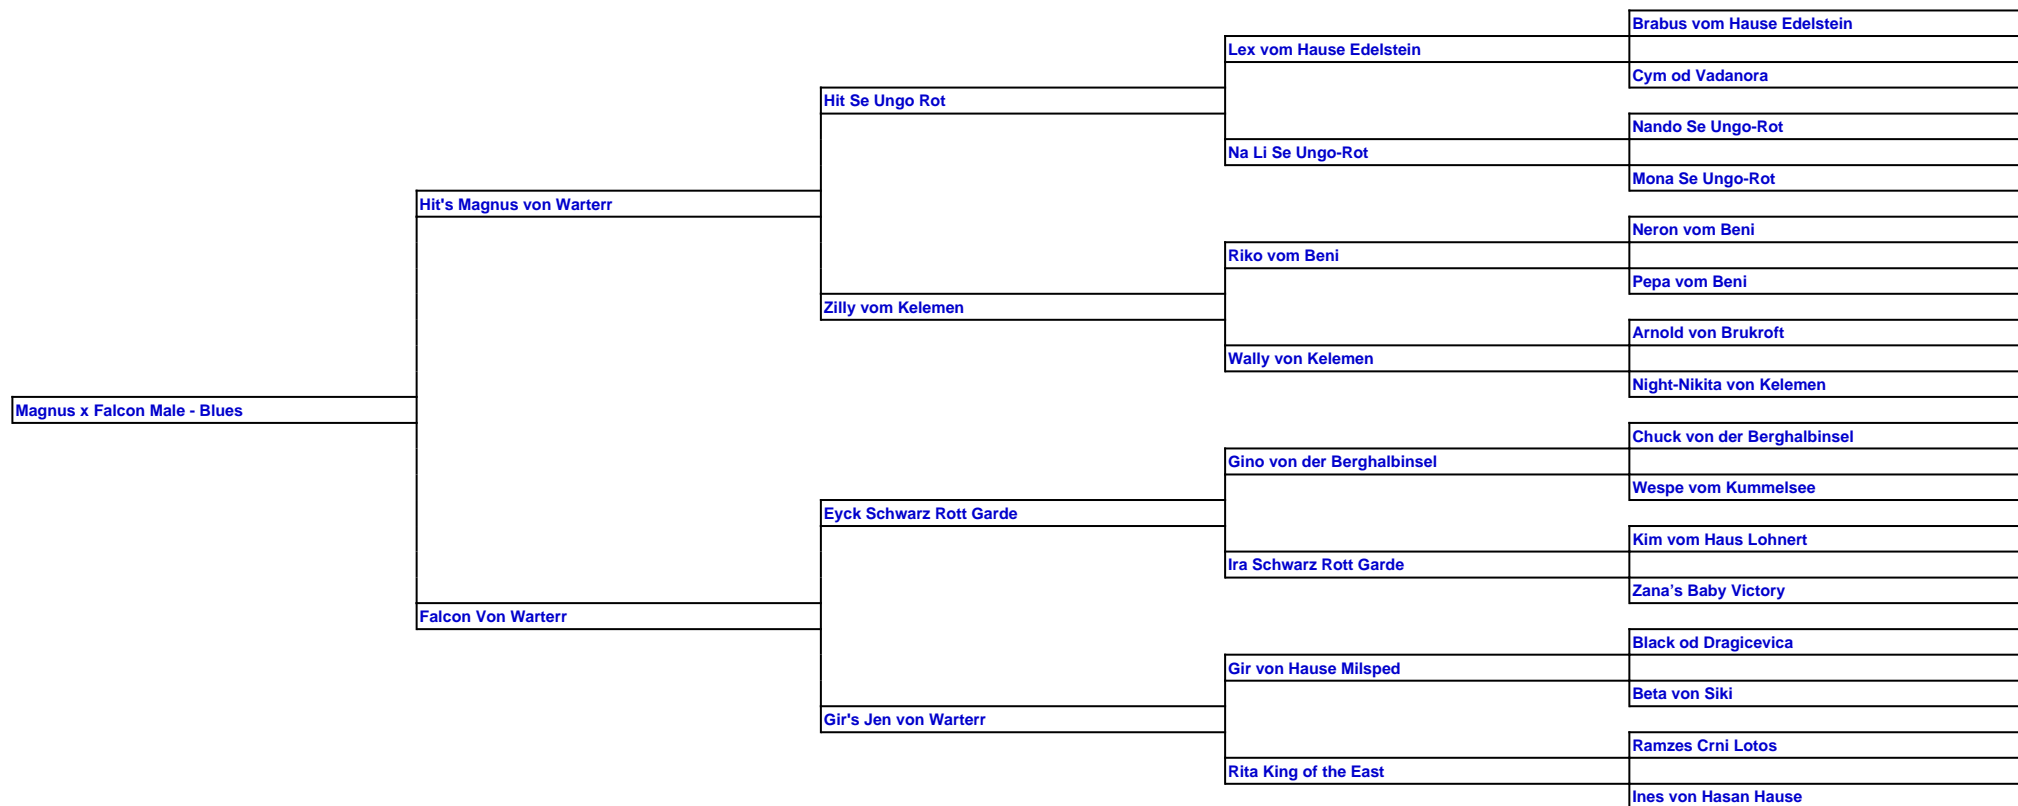 Brabus vom Hause Edelstein
Lex vom Hause Edelstein
Cym od Vadanora
Hit Se Ungo Rot
Nando Se Ungo-Rot
Na Li Se Ungo-Rot
Mona Se Ungo-Rot
Hit's Magnus von Warterr
Neron vom Beni
Riko vom Beni
Pepa vom Beni
Zilly vom Kelemen
Arnold von Brukroft
Wally von Kelemen
Night-Nikita von Kelemen
Magnus x Falcon Male - Blues
Chuck von der Berghalbinsel
Gino von der Berghalbinsel
Wespe vom Kummelsee
Eyck Schwarz Rott Garde
Kim vom Haus Lohnert
Ira Schwarz Rott Garde
Zana’s Baby Victory
Falcon Von Warterr
Black od Dragicevica
Gir von Hause Milsped
Beta von Siki
Gir's Jen von Warterr
Ramzes Crni Lotos
Rita King of the East
Ines von Hasan Hause